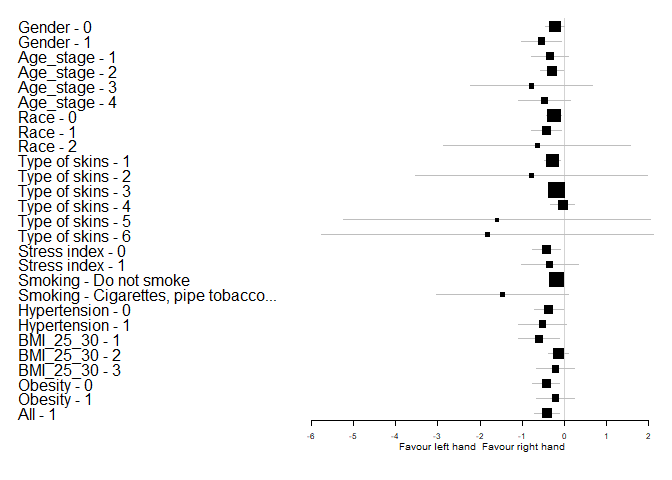 Gender - 0
Gender - 1
Age_stage - 1
Age_stage - 2
Age_stage - 3
Age_stage - 4
Race - 0
Race - 1
Race - 2
Type of skins - 1
Type of skins - 2
Type of skins - 3
Type of skins - 4
Type of skins - 5
Type of skins - 6
Stress index - 0
Stress index - 1
Smoking - Do not smoke
Smoking - Cigarettes, pipe tobacco...
Hypertension - 0
Hypertension - 1
BMI_25_30 - 1
BMI_25_30 - 2
BMI_25_30 - 3
Obesity - 0
Obesity - 1
All - 1
-6 -5 -4 -3 -2 -1 0 1 2
Favour left hand Favour right hand